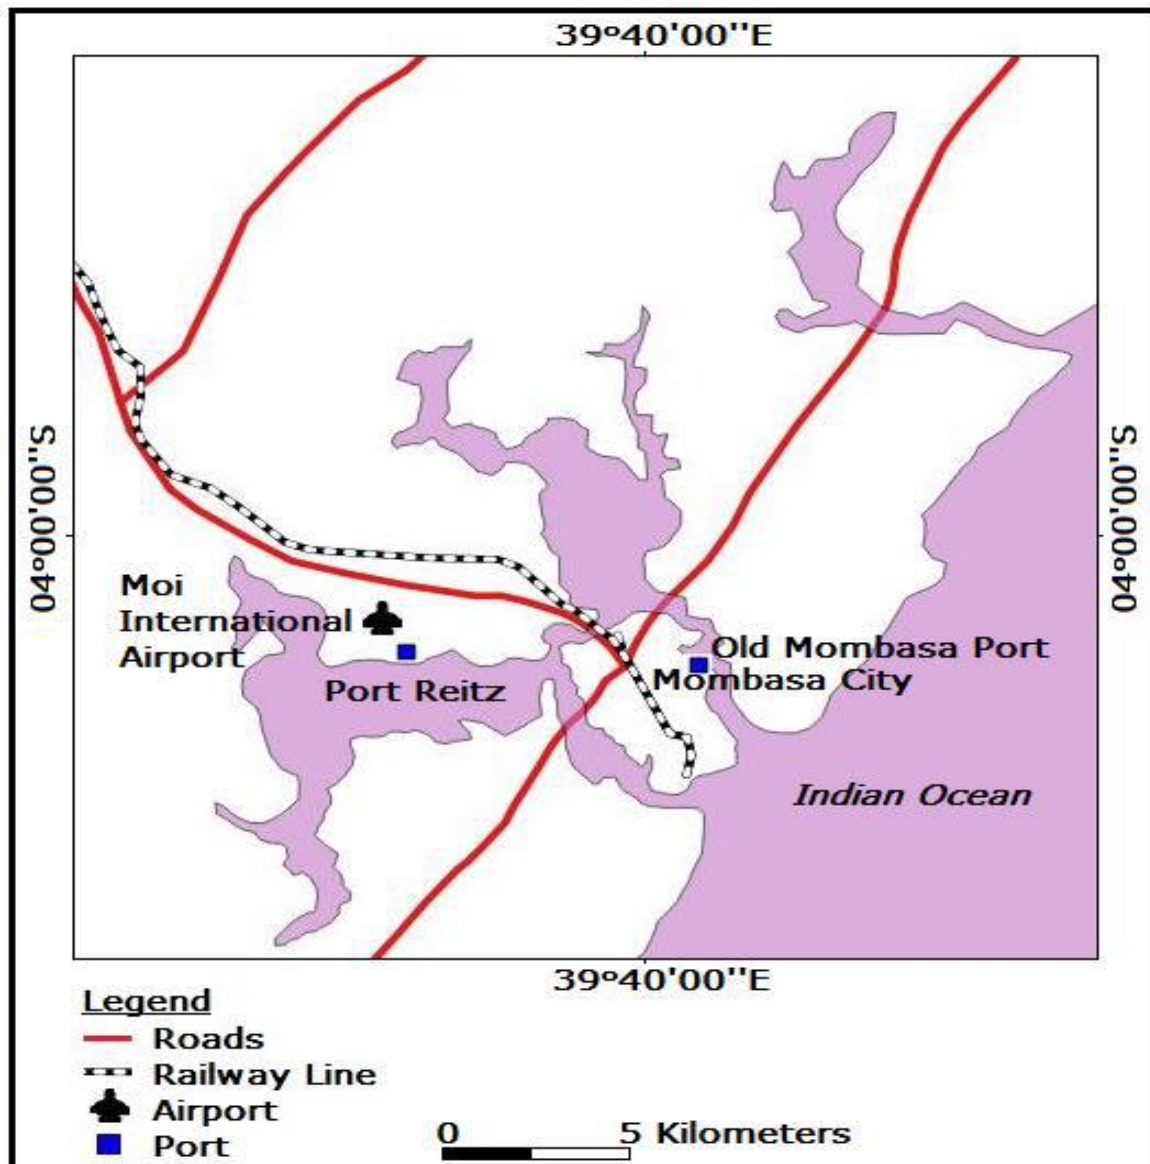 39°40'00''E
04°00'00''S
04°00'00''S
Moi
International
Airport
Old Mombasa Port
Mombasa City
Port Reitz
Indian Ocean
39°40'00''E
Legend
Roads
Railway Line
Airport
Port
0 5 Kilometers